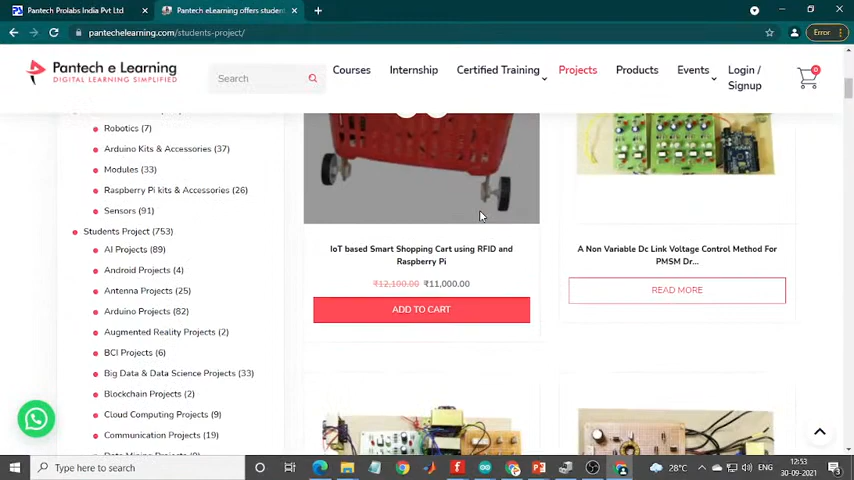 Pantech Prolabs India Pvt Ltd
Pantech eLearning offers student
pantechelearning.com/students-project/
Error
Pantech e Learning
DIGITAL LEARNING SIMPLIFIED
Search
Courses
Internship
Certified Training
Projects
Products
Events
Login /
Signup
0
Robotics (7)
Arduino Kits & Accessories (37)
Modules (33)
Raspberry Pi kits & Accessories (26)
Sensors (91)
Students Project (753)
AI Projects (89)
Android Projects (4)
Antenna Projects (25)
Arduino Projects (82)
Augmented Reality Projects (2)
BCI Projects (6)
Big Data & Data Science Projects (33)
Blockchain Projects (2)
Cloud Computing Projects (9)
Communication Projects (19)
IoT based Smart Shopping Cart using RFID and
Raspberry Pi
₹12,100.00 ₹11,000.00
ADD TO CART
A Non Variable Dc Link Voltage Control Method For
PMSM Dr...
READ MORE
Type here to search
28°C
ENG
12:53
30-09-2021
3